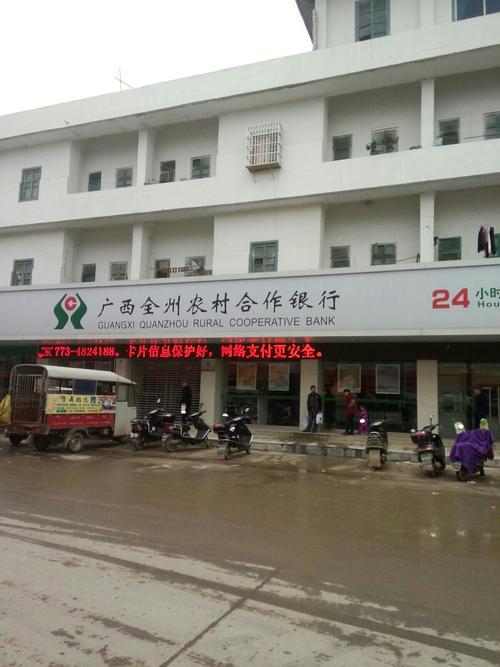 广西全州农村合作银行
GUANGXI QUANZHOU RURAL COOPERATIVE BANK
24 小时
Hou
773-4824188. 卡片信息保护好, 网络支付更安全。